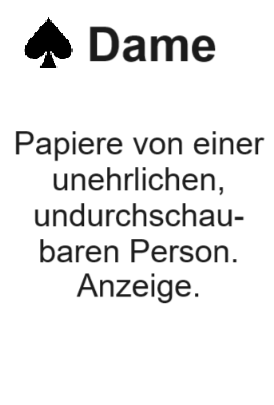 ♠ Dame
Papiere von einer
unehrlichen,
undurchschau-
baren Person.
Anzeige.